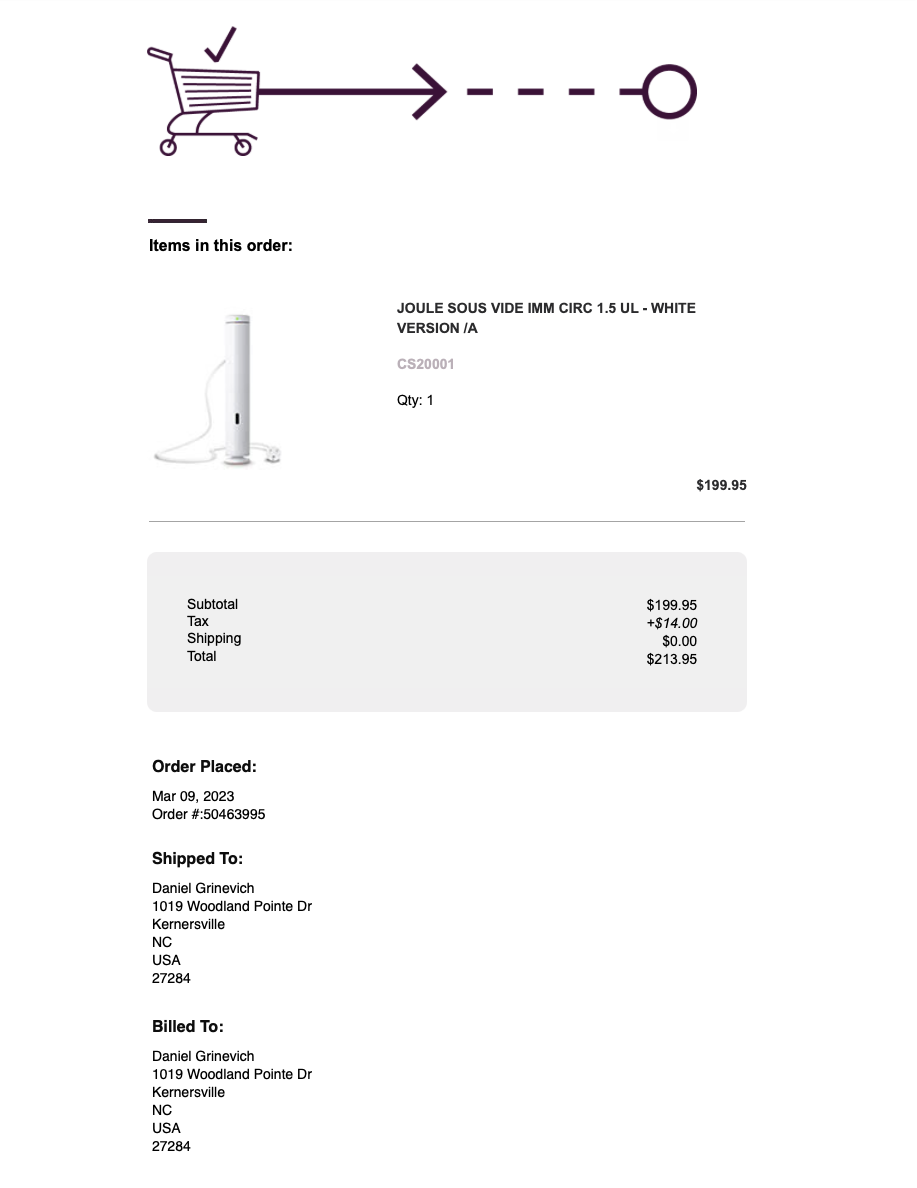 Items in this order:
JOULE SOUS VIDE IMM CIRC 1.5 UL - WHITE
VERSION /A
CS20001
Qty: 1
$199.95
Subtotal $199.95
Tax +$14.00
Shipping $0.00
Total $213.95
Order Placed:
Mar 09, 2023
Order #:50463995
Shipped To:
Daniel Grinevich
1019 Woodland Pointe Dr
Kernersville
NC
USA
27284
Billed To:
Daniel Grinevich
1019 Woodland Pointe Dr
Kernersville
NC
USA
27284